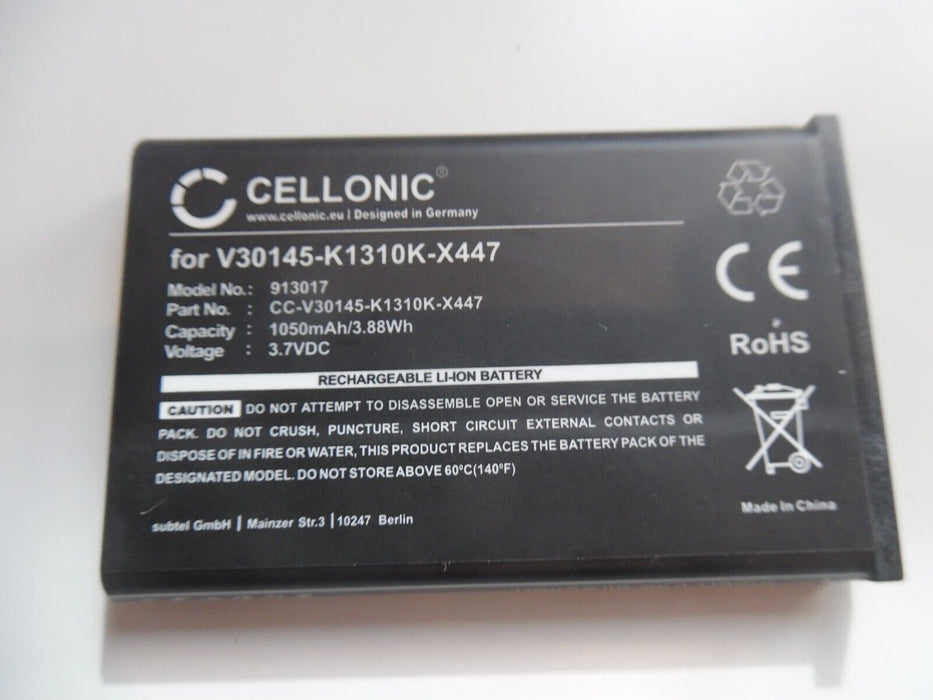 CELLONIC®
www.cellonic.eu | Designed in Germany
for V30145-K1310K-X447
Model No.: 913017
Part No. : CC-V30145-K1310K-X447
Capacity : 1050mAh/3.88Wh
Voltage : 3.7VDC
RECHARGEABLE LI-ION BATTERY
CAUTION DO NOT ATTEMPT TO DISASSEMBLE OPEN OR SERVICE THE BATTERY
PACK. DO NOT CRUSH, PUNCTURE, SHORT CIRCUIT EXTERNAL CONTACTS OR
DISPOSE OF IN FIRE OR WATER, THIS PRODUCT REPLACES THE BATTERY PACK OF THE
DESIGNATED MODEL. DO NOT STORE ABOVE 60ºC(140ºF)
subtel GmbH | Mainzer Str.3 | 10247 Berlin
CE
RoHS
Made in China